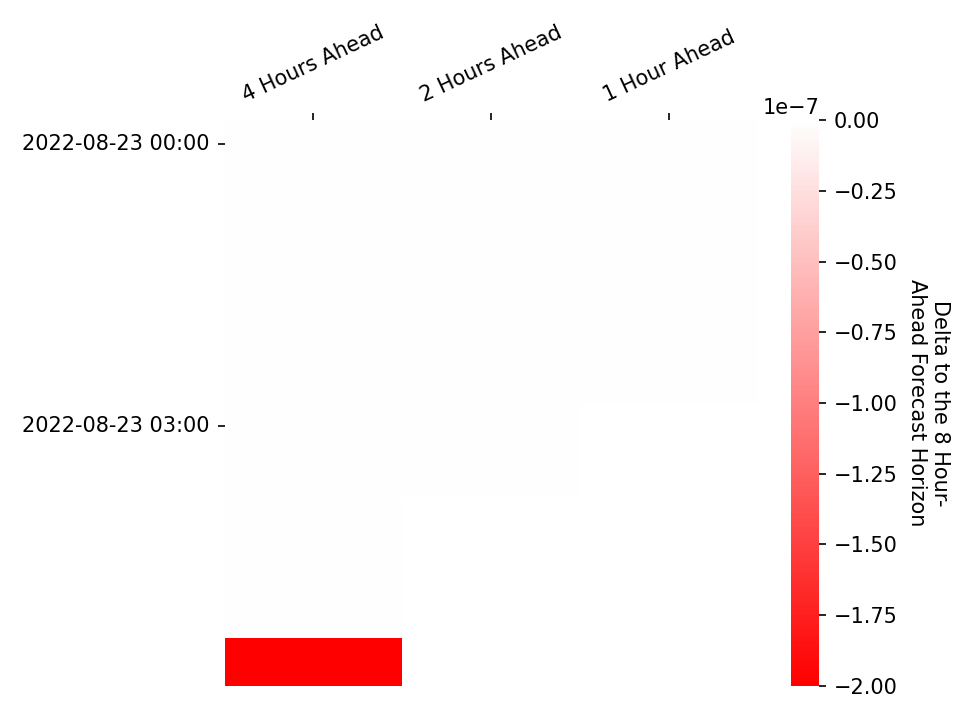 4 Hours Ahead
2 Hours Ahead
1 Hour Ahead
1e−7
2022-08-23 00:00
2022-08-23 03:00
0.00
−0.25
−0.50
−0.75
−1.00
−1.25
−1.50
−1.75
−2.00
Delta to the 8 Hour-
Ahead Forecast Horizon